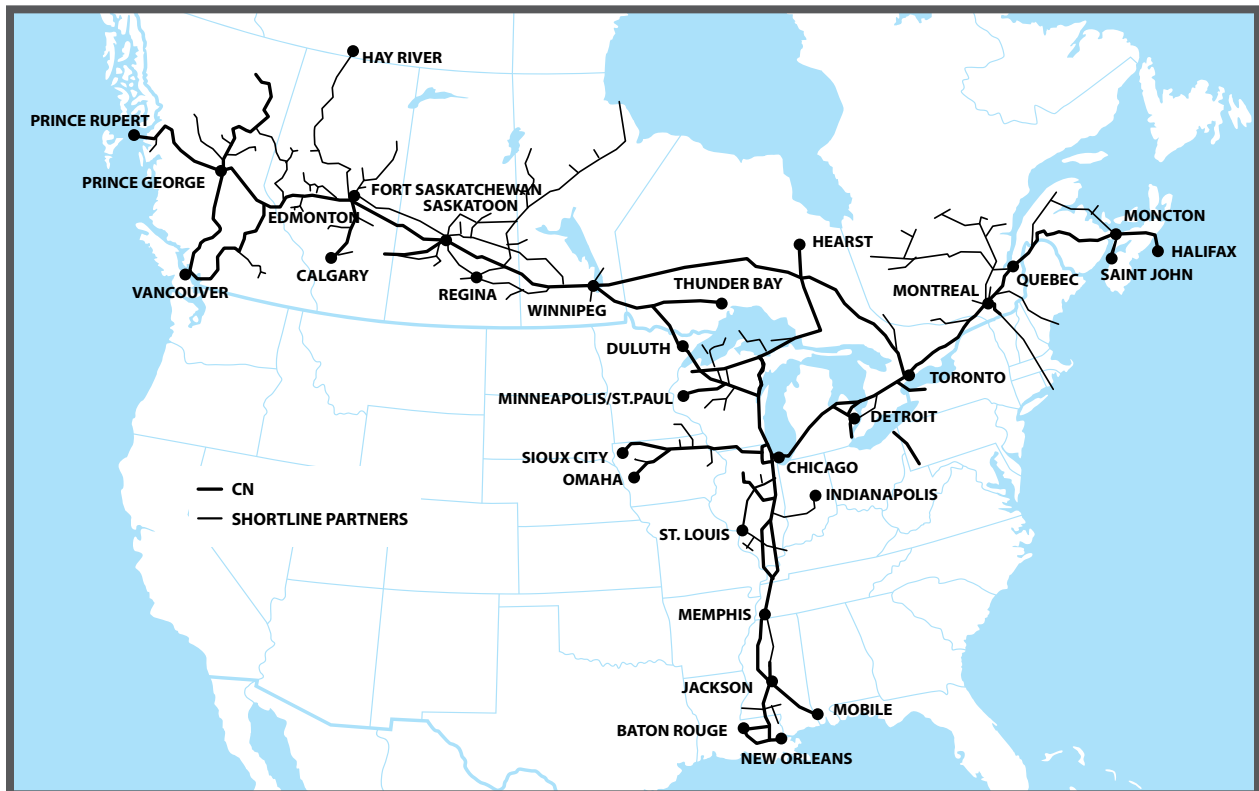 HAY RIVER
PRINCE RUPERT
PRINCE GEORGE
FORT SASKATCHEWAN
SASKATOON
EDMONTON
MONCTON
HEARST
HALIFAX
CALGARY
SAINT JOHN
QUEBEC
THUNDER BAY
VANCOUVER
REGINA
MONTREAL
WINNIPEG
DULUTH
TORONTO
MINNEAPOLIS/ST.PAUL
DETROIT
SIOUX CITY
CHICAGO
OMAHA
CN
INDIANAPOLIS
SHORTLINE PARTNERS
ST. LOUIS
MEMPHIS
JACKSON
MOBILE
BATON ROUGE
NEW ORLEANS